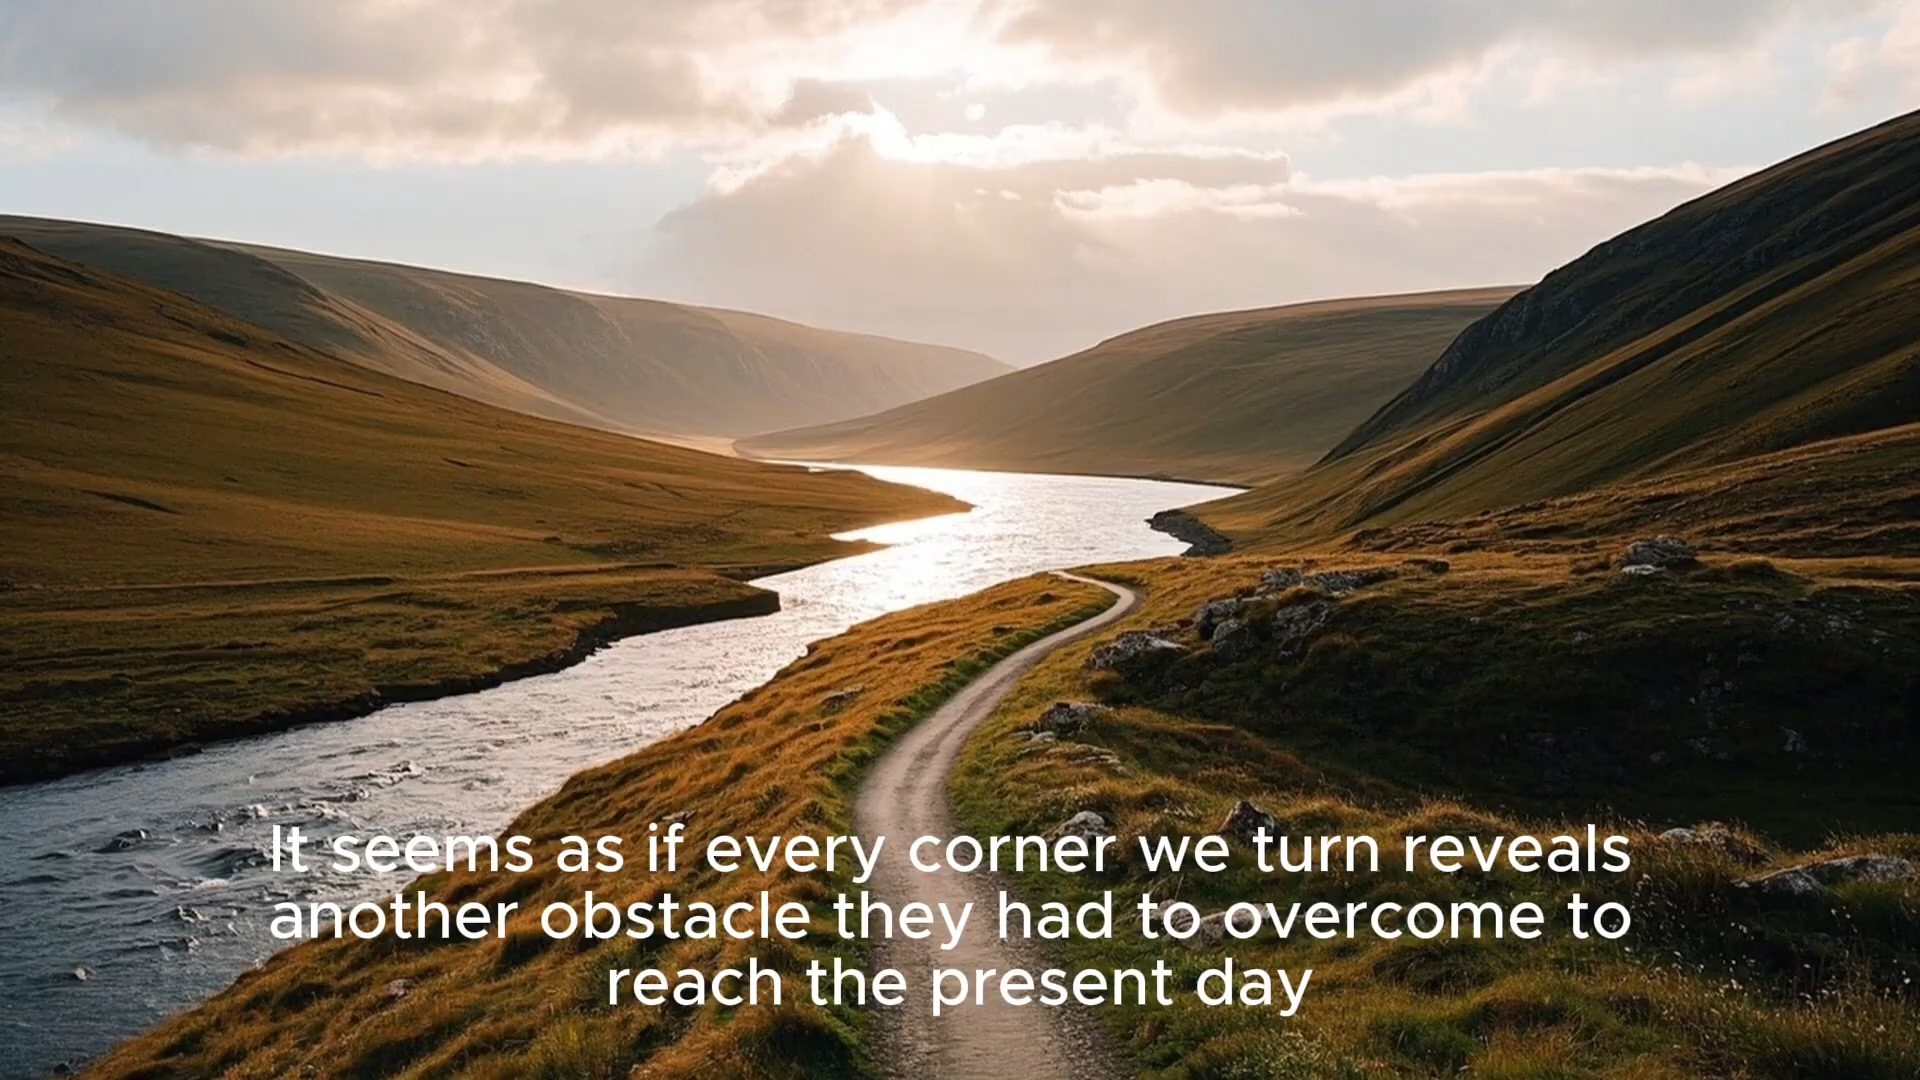 It seems as if every corner we turn reveals
another obstacle they had to overcome to
reach the present day